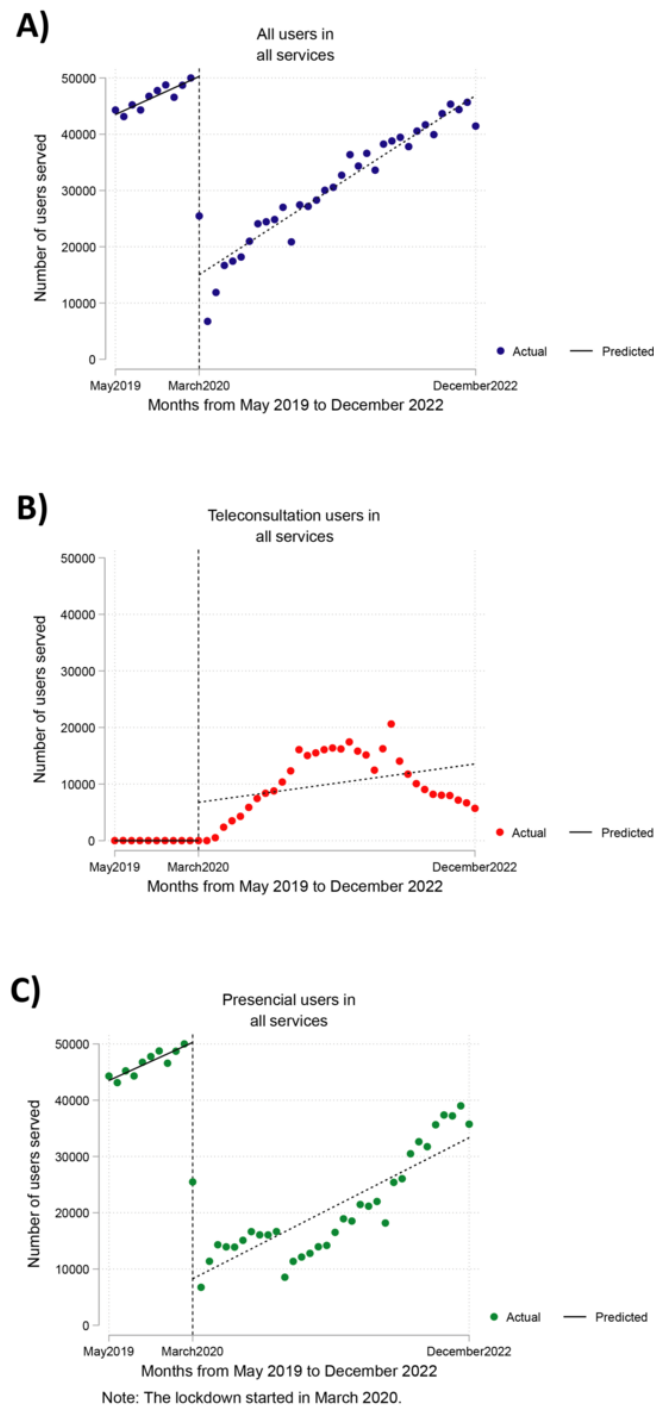 A)
All users in
all services
50000
40000
30000
20000
10000
0
Number of users served
May2019 March2020 December2022
Months from May 2019 to December 2022
Actual Predicted
B)
Teleconsultation users in
all services
50000
40000
30000
20000
10000
0
Number of users served
May2019 March2020 December2022
Months from May 2019 to December 2022
Actual Predicted
C)
Presencial users in
all services
50000
40000
30000
20000
10000
0
Number of users served
May2019 March2020 December2022
Months from May 2019 to December 2022
Actual Predicted
Note: The lockdown started in March 2020.